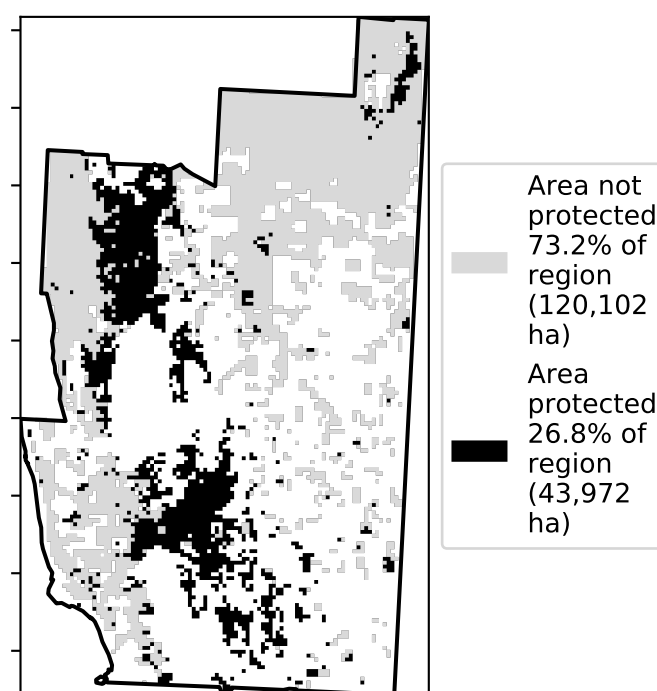 Area not
protected
73.2% of
region
(120,102
ha)
Area
protected
26.8% of
region
(43,972
ha)